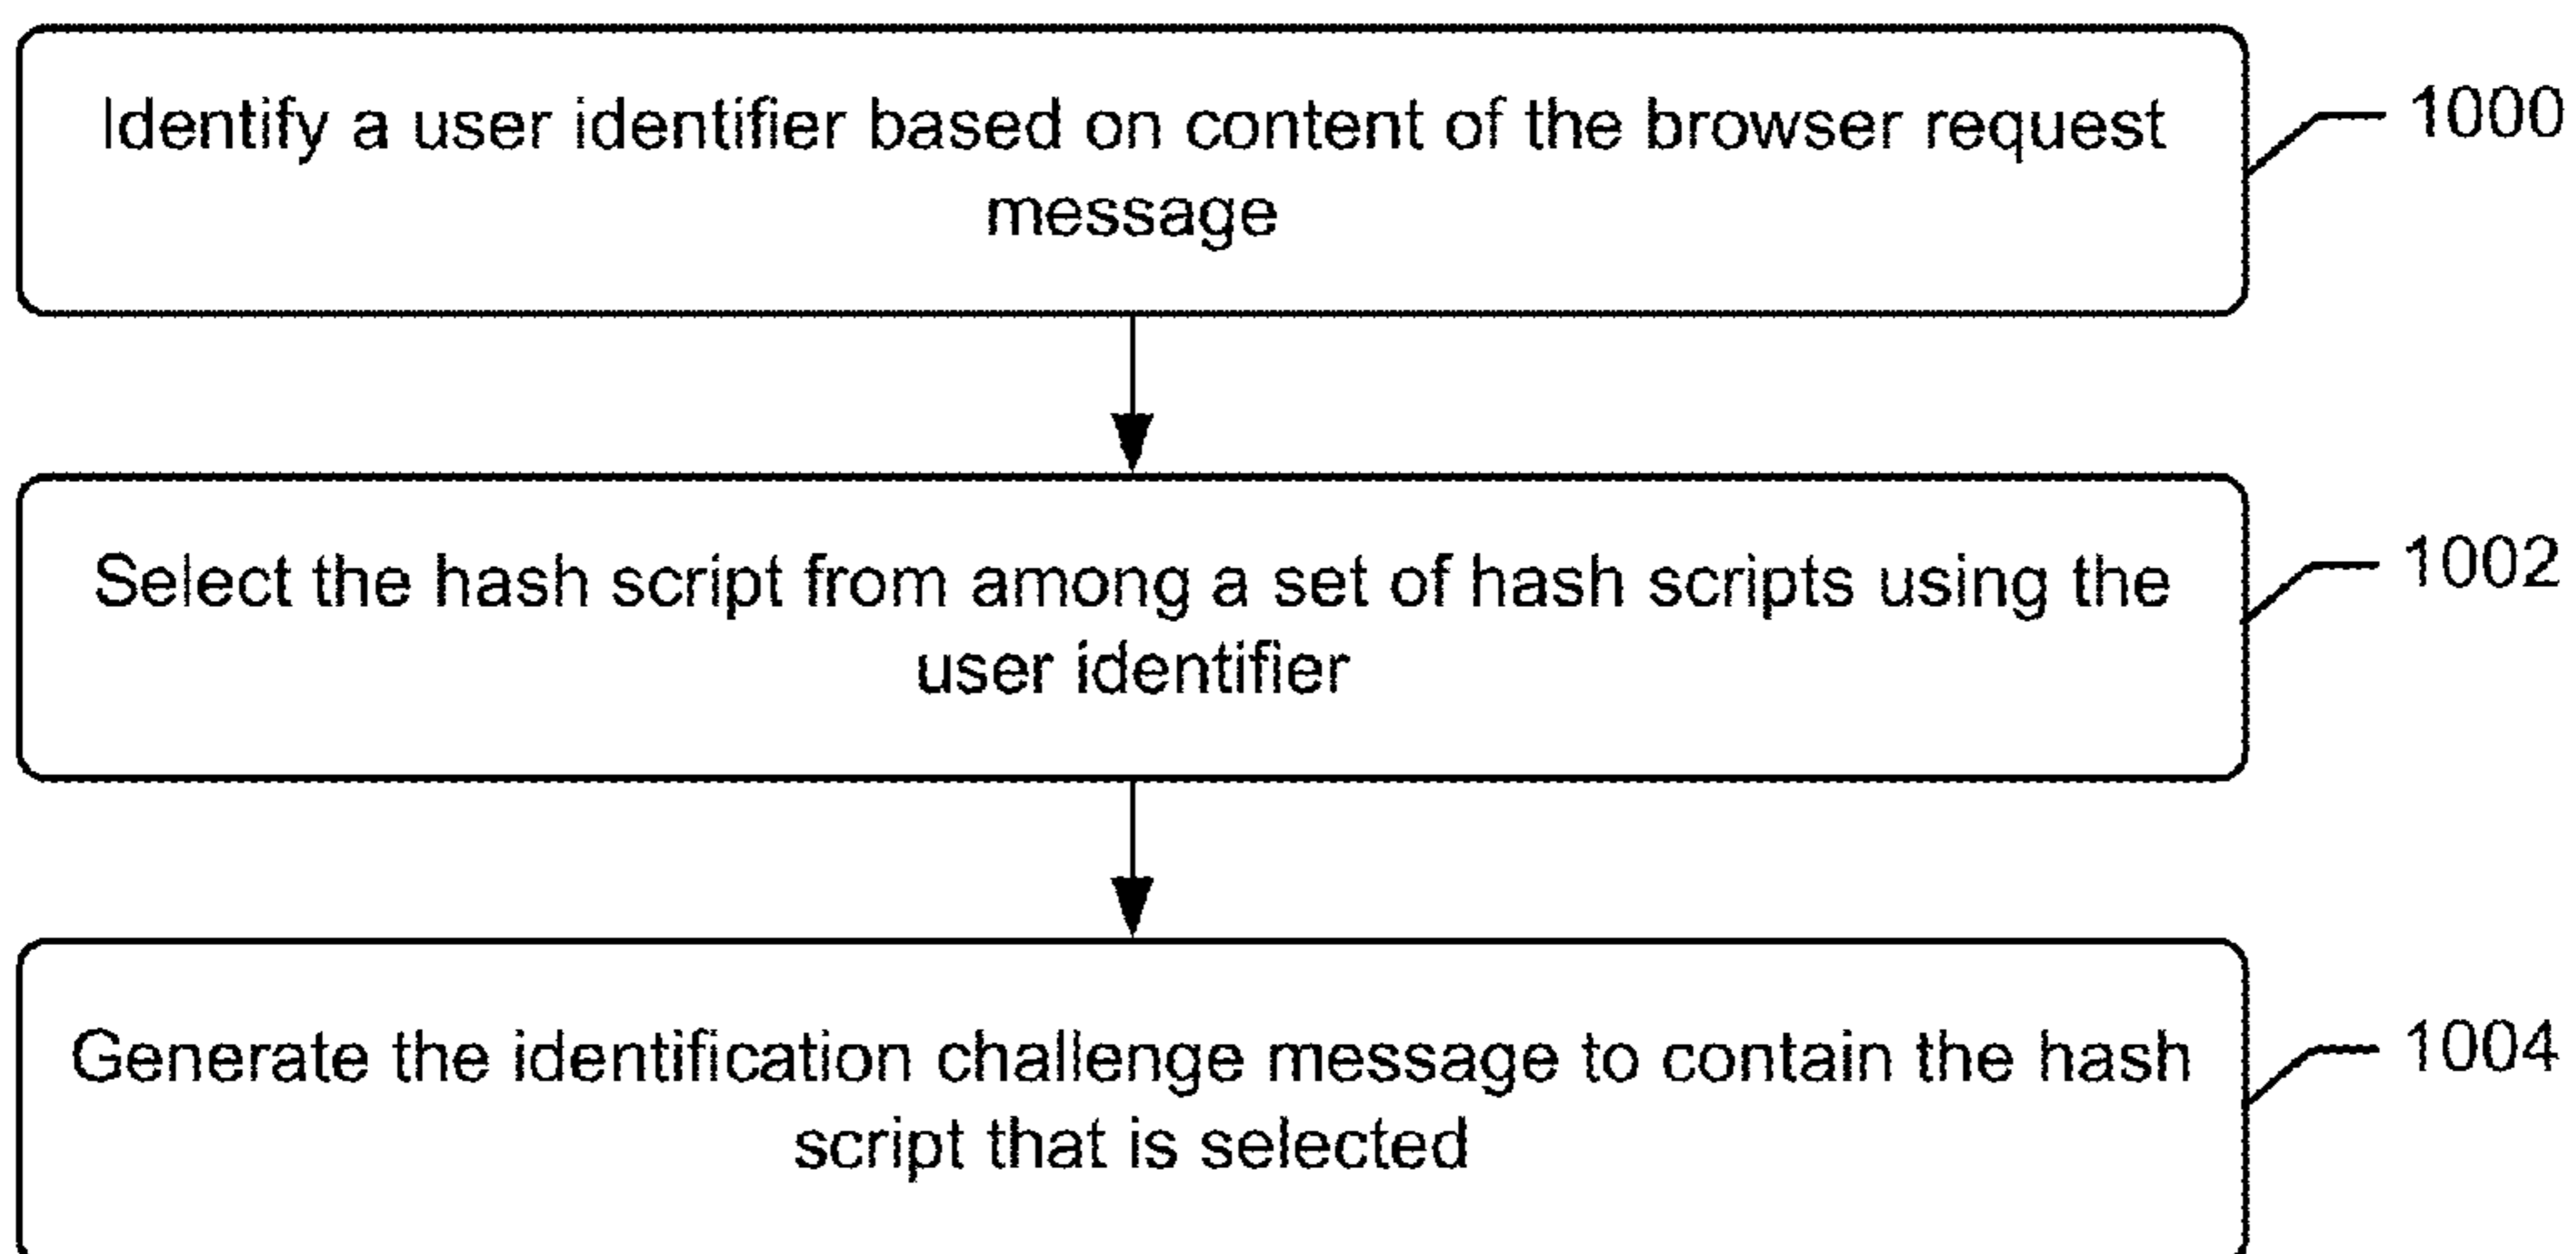 Identify a user identifier based on content of the browser request
message
1000
Select the hash script from among a set of hash scripts using the
user identifier
1002
Generate the identification challenge message to contain the hash
script that is selected
1004